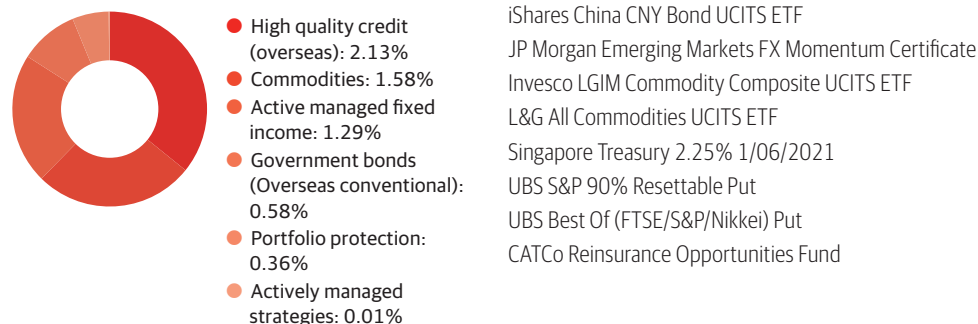 High quality credit
(overseas): 2.13%
Commodities: 1.58%
Active managed fixed
income: 1.29%
Government bonds
(Overseas conventional):
0.58%
Portfolio protection:
0.36%
Actively managed
strategies: 0.01%
iShares China CNY Bond UCITS ETF
JP Morgan Emerging Markets FX Momentum Certificate
Invesco LGIM Commodity Composite UCITS ETF
L&G All Commodities UCITS ETF
Singapore Treasury 2.25% 1/06/2021
UBS S&P 90% Resettable Put
UBS Best Of (FTSE/S&P/Nikkei) Put
CATCo Reinsurance Opportunities Fund